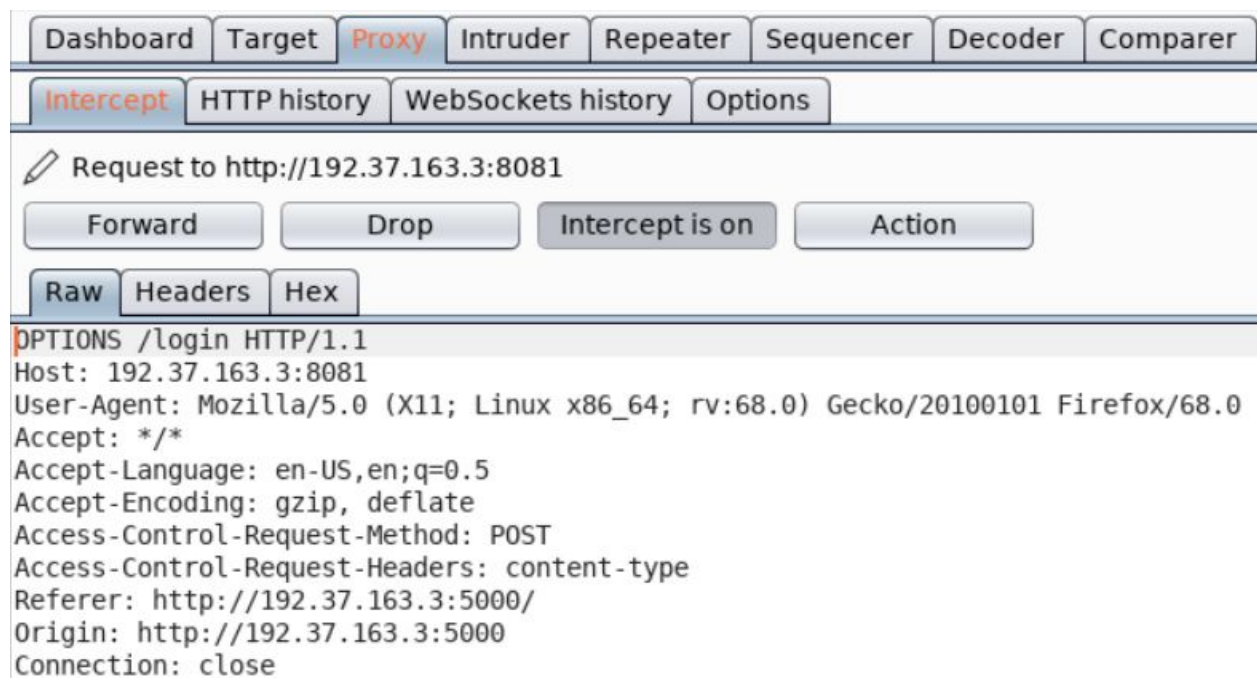 Dashboard Target Proxy Intruder Repeater Sequencer Decoder Comparer
Intercept HTTP history WebSockets history Options
Request to http://192.37.163.3:8081
Forward Drop Intercept is on Action
Raw Headers Hex
OPTIONS /login HTTP/1.1
Host: 192.37.163.3:8081
User-Agent: Mozilla/5.0 (X11; Linux x86_64; rv:68.0) Gecko/20100101 Firefox/68.0
Accept: */*
Accept-Language: en-US,en;q=0.5
Accept-Encoding: gzip, deflate
Access-Control-Request-Method: POST
Access-Control-Request-Headers: content-type
Referer: http://192.37.163.3:5000/
Origin: http://192.37.163.3:5000
Connection: close